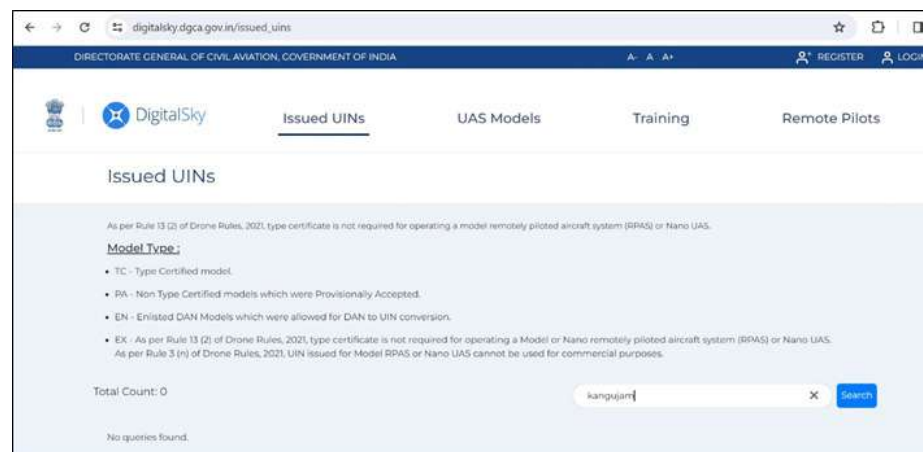 digitalsky.dgca.gov.in/issued_uins
DIRECTORATE GENERAL OF CIVIL AVIATION, GOVERNMENT OF INDIA A- A A+ REGISTER LOGIN
DigitalSky Issued UINs UAS Models Training Remote Pilots
Issued UINs
As per Rule 13 (2) of Drone Rules, 2021, type certificate is not required for operating a model remotely piloted aircraft system (RPAS) or Nano UAS.
Model Type :
• TC - Type Certified model.
• PA - Non Type Certified models which were Provisionally Accepted.
• EN - Enlisted DAN Models which were allowed for DAN to UIN conversion.
• EX - As per Rule 13 (2) of Drone Rules, 2021, type certificate is not required for operating a Model or Nano remotely piloted aircraft system (RPAS) or Nano UAS.
As per Rule 3 (n) of Drone Rules, 2021, UIN issued for Model RPAS or Nano UAS cannot be used for commercial purposes.
Total Count: 0 kangujam Search
No queries found.